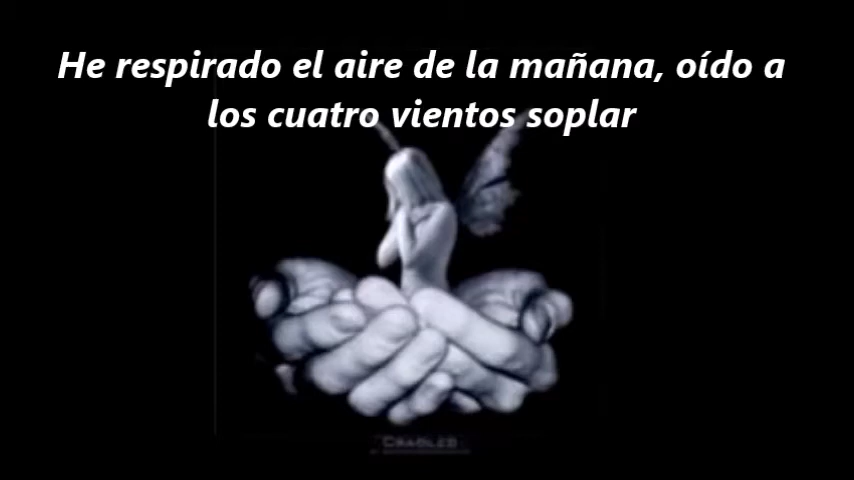 He respirado el aire de la mañana, oído a
los cuatro vientos soplar